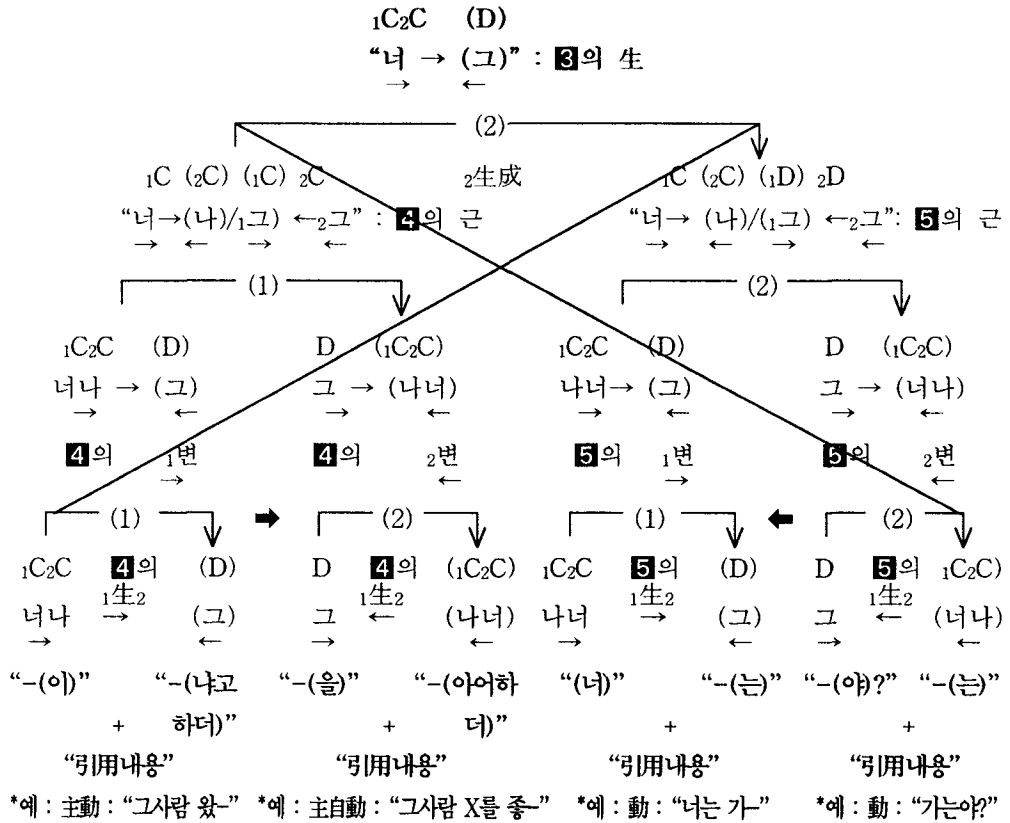 ₁C₂C (D)
“너 → (그)” : 3의 生
→ ←
(2)
₁C (₂C) (₁C) ₂C ₂生成 ₁C (₂C) (₁D) ₂D
“너→(나)/₁그) ←₂그” : 4의 근 “너→ (나)/(₁그) ←₂그”: 5의 근
→ ← → ← → ← → ←
(1) (2)
₁C₂C (D) D (₁C₂C) ₁C₂C (D) D (₁C₂C)
너나 → (그) 그 → (나너) 나너→ (그) 그 → (너나)
→ ← → ← → ← → ←
4의 ₁변 4의 ₂변 5의 ₁변 5의 ₂변
→ ← → ←
(1) ➡ (2) (1) ⬅ (2)
₁C₂C 4의 (D) D 4의 (₁C₂C) ₁C₂C 5의 (D) D 5의 ₁C₂C)
₁生₂ ₁生₂ ₁生₂ ₁生₂
너나 → (그) 그 ← (나너) 나너 → (그) 그 ← (너나)
→ ← → ← → ← → ←
“-(이)” “-(냐고 “-(을)” “-(아어하 “(너)” “-(는)” “-(야)?” “-(는)”
+ 하더)” + 더)” + +
“引用내용” “引用내용” “引用내용” “引用내용”
*예 : 主動 : “그사람 왔-” *예 : 主自動 : “그사람 X를 좋-” *예 : 動 : “너는 가-” *예 : 動 : “가는야?”